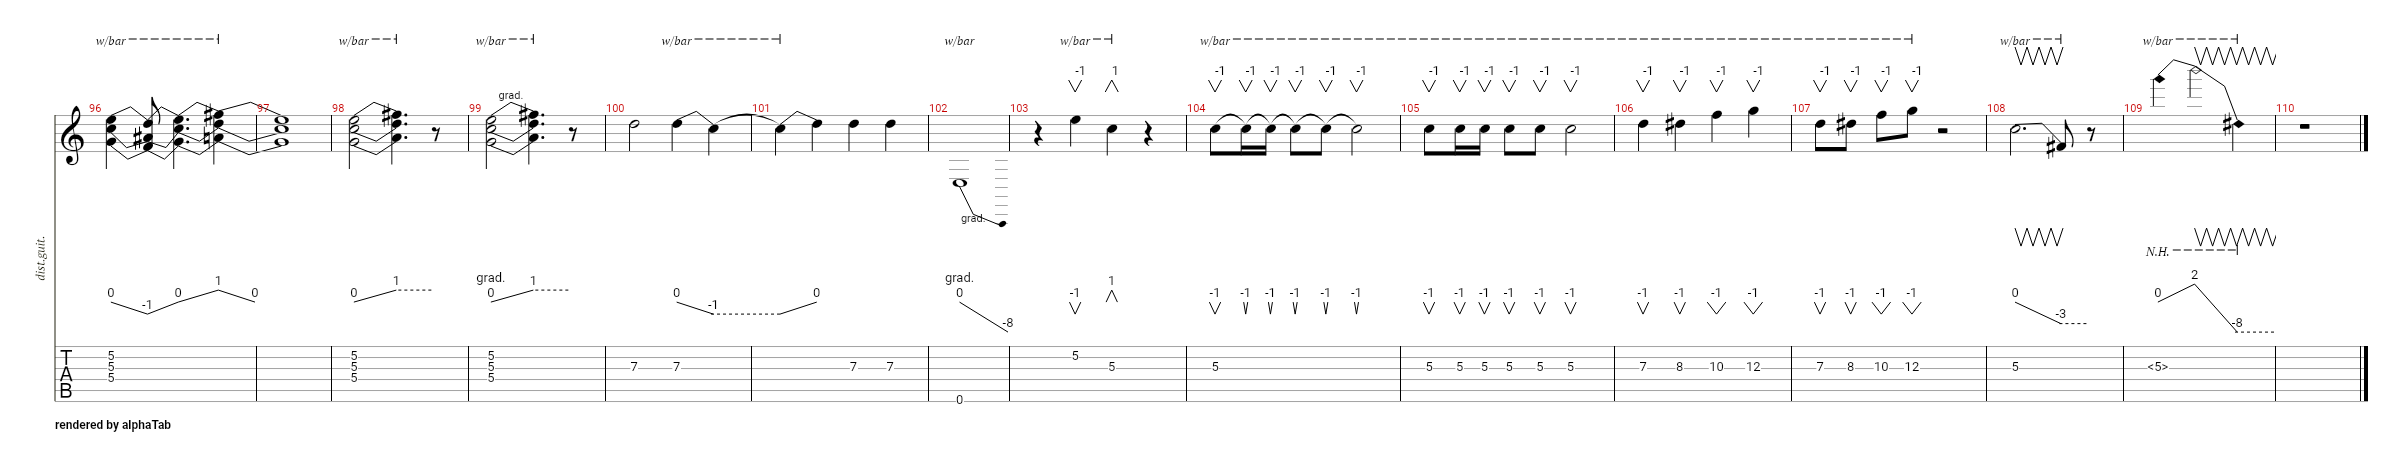 w/bar w/bar w/bar w/bar w/bar w/bar w/bar w/bar w/bar
-1 1 -1 -1 -1 -1 -1 -1 -1 -1 -1 -1 -1 -1 -1 -1 -1 -1 -1 -1 -1
grad.
96 97 98 99 100 101 102 103 104 105 106 107 108 109 110
grad.
dist.guit.
N.H.
grad. grad.
0 -1 0 1 0 0 1 0 1 0 -1 0 0 -8 -1 1 -1 -1 -1 -1 -1 -1 -1 -1 -1 -1 -1 -1 -1 -1 -1 -1 -1 -1 -1 -1 0 -3 0 2 -8
5 5 5 5
T 5 5 5 7 7 7 7 5 5 5 5 5 5 5 5 7 8 10 12 7 8 10 12 5 <5>
A 5 5 5
B
0
rendered by alphaTab